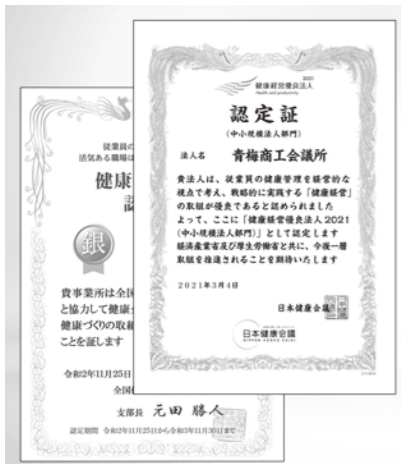 2021
健康経営優良法人
Health and productivity
認定証
(中小規模法人部門)
法人名 青梅商工会議所
貴法人は、従業員の健康管理を経営的な
視点で考え、戦略的に実践する「健康経営」
の取組が優良であると認められました
よって、ここに「健康経営優良法人2021
(中小規模法人部門)」として認定します
経済産業省及び厚生労働省と共に、今後一層
取組を推進されることを期待いたします
2021年3月4日
日本健康会議
日本健康会議
NIPPON KENKO KAIGI
従業員の
活気ある職場は
健康
銀
貴事業所は全国
と協力して健康
健康づくりの取組
ことを証します
令和2年11月25日
全国
支部長 元田 勝人
認定期間 令和2年11月25日から令和3年11月30日まで